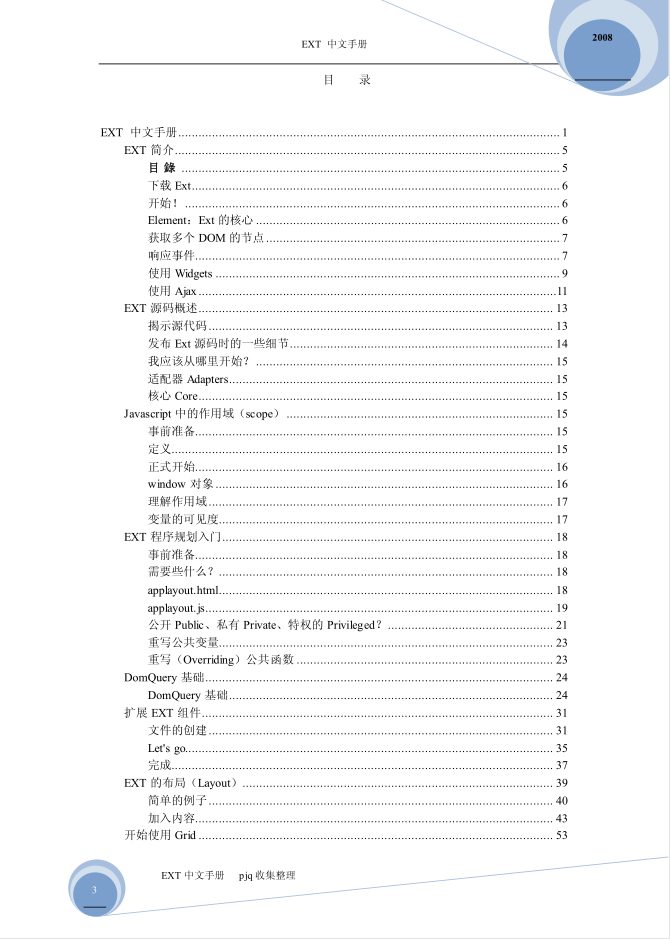 EXT 中文手册
2008
目 录
EXT 中文手册 1
EXT 简介 5
目 錄 5
下载 Ext 6
开始！ 6
Element：Ext 的核心 6
获取多个 DOM 的节点 7
响应事件 7
使用 Widgets 9
使用 Ajax 11
EXT 源码概述 13
揭示源代码 13
发布 Ext 源码时的一些细节 14
我应该从哪里开始？ 15
适配器 Adapters 15
核心 Core 15
Javascript 中的作用域（scope） 15
事前准备 15
定义 15
正式开始 16
window 对象 16
理解作用域 17
变量的可见度 17
EXT 程序规划入门 18
事前准备 18
需要些什么？ 18
applayout.html 18
applayout.js 19
公开 Public、私有 Private、特权的 Privileged？ 21
重写公共变量 23
重写（Overriding）公共函数 23
DomQuery 基础 24
DomQuery 基础 24
扩展 EXT 组件 31
文件的创建 31
Let's go 35
完成 37
EXT 的布局（Layout） 39
简单的例子 40
加入内容 43
开始使用 Grid 53
EXT 中文手册 pjq 收集整理
3